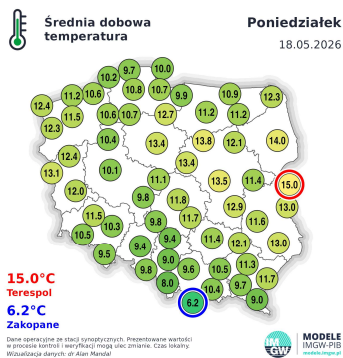 Średnia dobowa
temperatura
Poniedziałek
18.05.2026
10.2 9.7 10.0
12.4 11.2 10.6 10.8 10.7 9.9 10.9 12.3
12.3 11.5 10.6 10.7 12.7 11.2 11.2
12.4 10.4 13.4 13.8 12.1 14.0
13.1 10.1 13.4
12.0 11.1 13.5 11.4 15.0
9.8 11.8 12.9 13.0
11.5 10.3 9.8 11.7 11.6
10.5 9.4 9.4 11.4 12.1 13.0
9.5 9.0
9.8 9.6 10.5 11.3 11.7
8.0 10.4 9.7
6.2 9.0
15.0°C
Terespol
6.2°C
Zakopane
Dane operacyjne ze stacji synoptycznych. Prezentowane wartości
w procesie kontroli i weryfikacji mogą ulec zmianie. Czas lokalny.
Wizualizacja danych: dr Alan Mandal
IM
GW
MODELE
IMGW-PIB
modele.imgw.pl